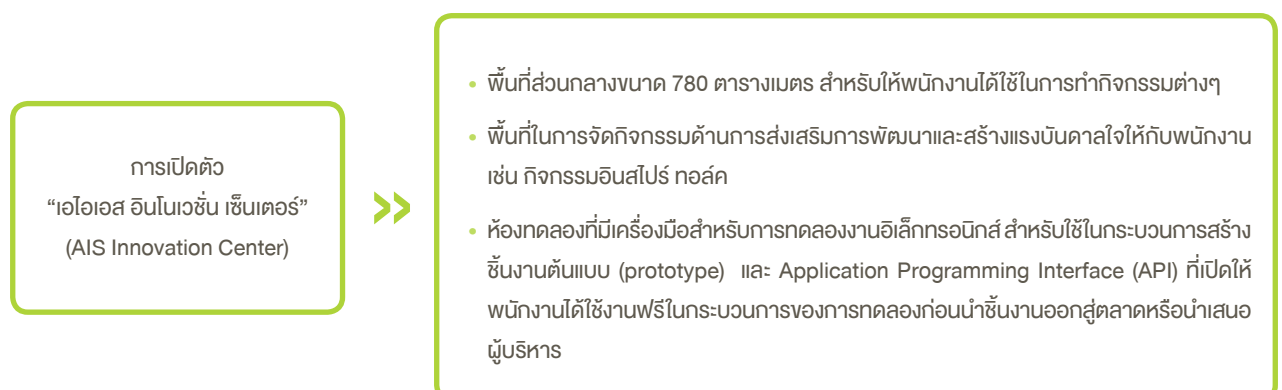 การเปิดตัว
“เอไอเอส อินโนเวชั่น เซ็นเตอร์”
(AIS Innovation Center)
• พื้นที่ส่วนกลางขนาด 780 ตารางเมตร สำหรับให้พนักงานได้ใช้ในการทำกิจกรรมต่างๆ
• พื้นที่ในการจัดกิจกรรมด้านการส่งเสริมการพัฒนาและสร้างแรงบันดาลใจให้กับพนักงาน
เช่น กิจกรรมอินสไปร์ ทอล์ค
• ห้องทดลองที่มีเครื่องมือสำหรับการทดลองงานอิเล็กทรอนิกส์ สำหรับใช้ในกระบวนการสร้าง
ชิ้นงานต้นแบบ (prototype) และ Application Programming Interface (API) ที่เปิดให้
พนักงานได้ใช้งานฟรีในกระบวนการของการทดลองก่อนนำชิ้นงานออกสู่ตลาดหรือนำเสนอ
ผู้บริหาร